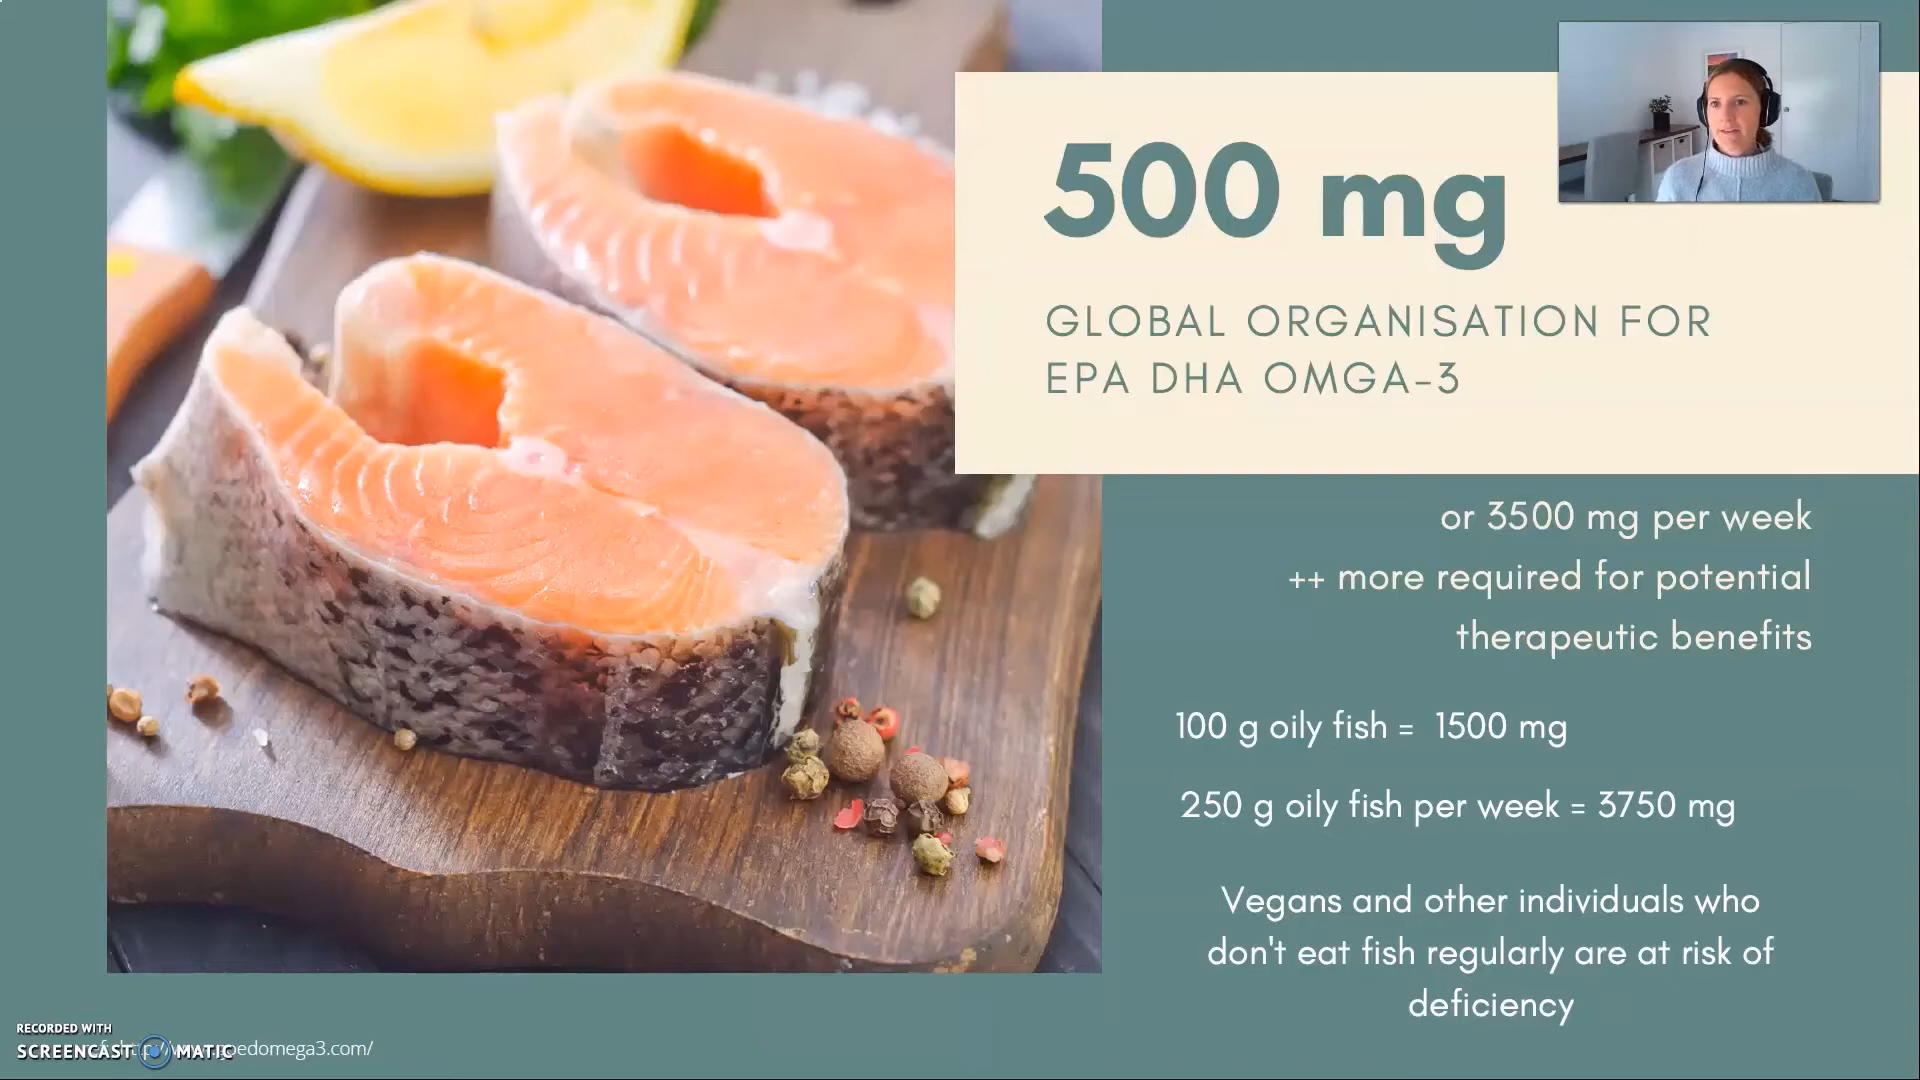 500 mg
GLOBAL ORGANISATION FOR
EPA DHA OMGA-3
or 3500 mg per week
++ more required for potential
therapeutic benefits
100 g oily fish = 1500 mg
250 g oily fish per week = 3750 mg
Vegans and other individuals who
don't eat fish regularly are at risk of
deficiency
RECORDED WITH
SCREENCAST MATIC
goedomega3.com/